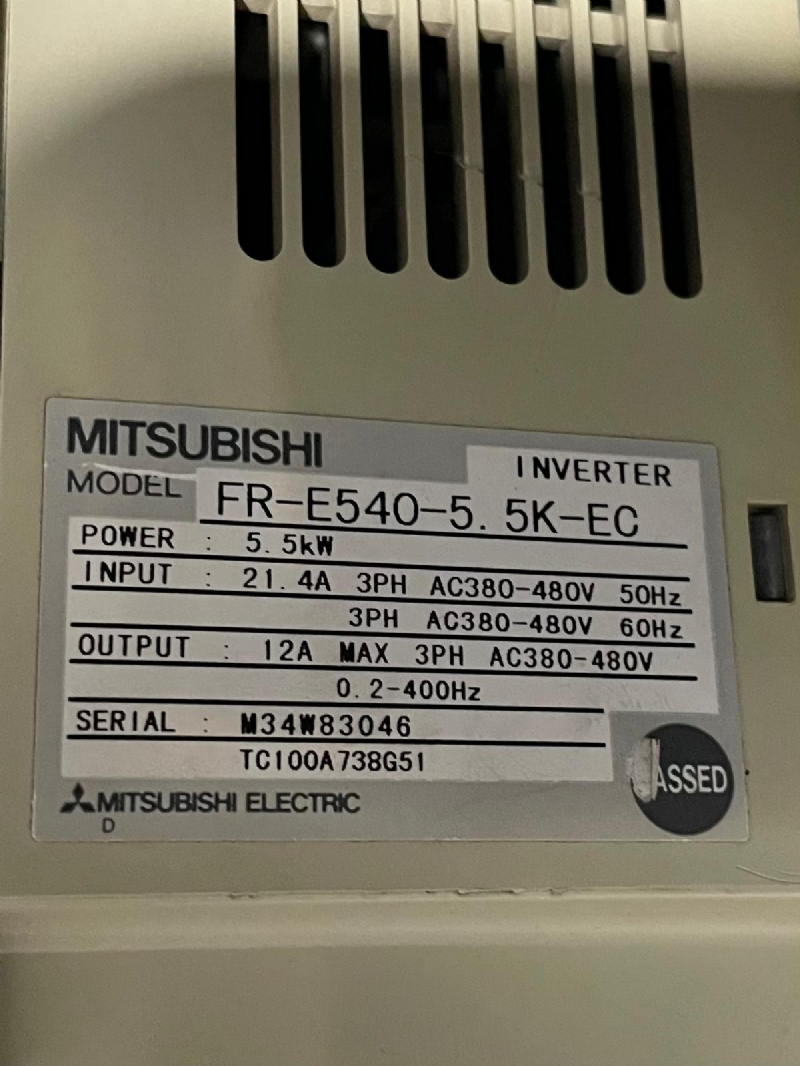 MITSUBISHI
INVERTER
MODEL FR-E540-5.5K-EC
POWER : 5.5kW
INPUT : 21.4A 3PH AC380-480V 50Hz
3PH AC380-480V 60Hz
OUTPUT : 12A MAX 3PH AC380-480V
0.2-400Hz
SERIAL : M34W83046
TC100A738G51
ASSED
MITSUBISHI ELECTRIC
D